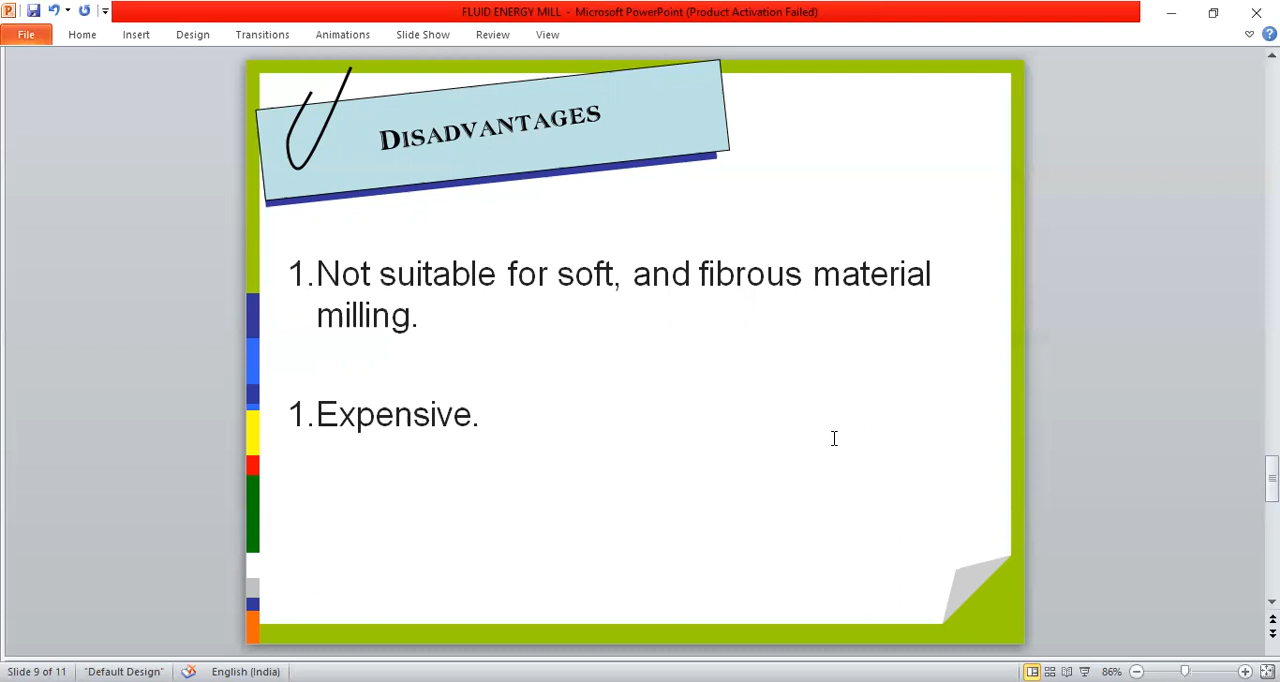 FLUID ENERGY MILL - Microsoft PowerPoint (Product Activation Failed)
File Home Insert Design Transitions Animations Slide Show Review View
DISADVANTAGES
1.Not suitable for soft, and fibrous material
milling.
1.Expensive.
Slide 9 of 11 "Default Design" English (India) 86%